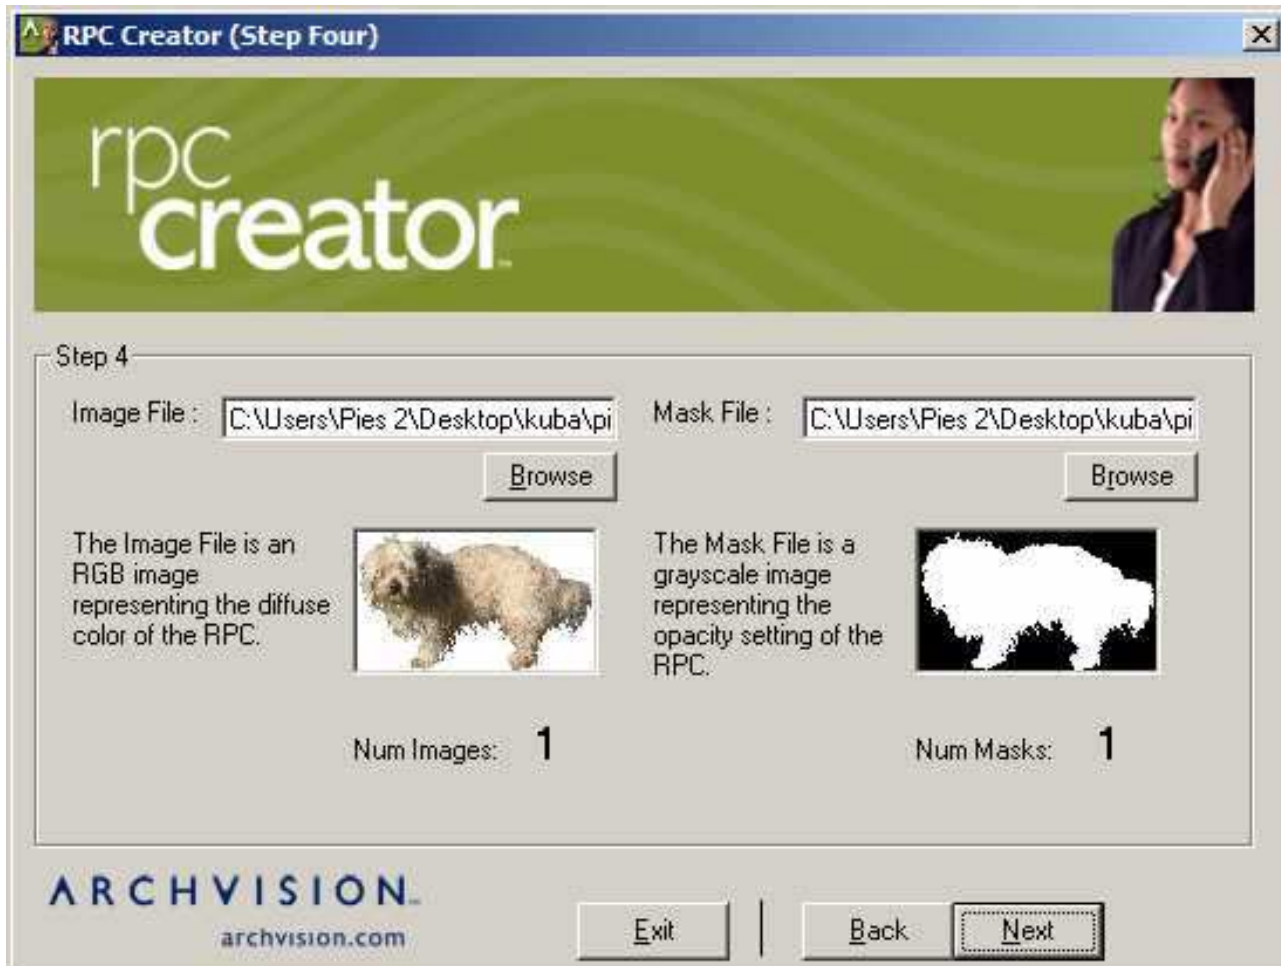 RPC Creator (Step Four)
rpc
creator
Step 4
Image File :
C:\Users\Pies 2\Desktop\kuba\pi
Browse
Mask File :
C:\Users\Pies 2\Desktop\kuba\pi
Browse
The Image File is an
RGB image
representing the diffuse
color of the RPC.
The Mask File is a
grayscale image
representing the
opacity setting of the
RPC.
Num Images: 1
Num Masks: 1
ARCHVISION
archvision.com
Exit
Back
Next